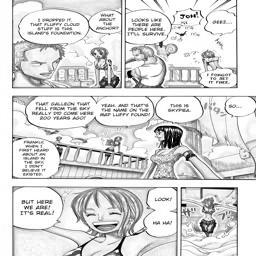 I DROPPED IT.
THAT FLUFFY CLOUD
STUFF IS THIS
ISLAND'S FOUNDATION.
WHAT
ABOUT
THE
ANCHOR?
LOOKS LIKE
THERE ARE
PEOPLE HERE.
IT'LL SURVIVE.
JOH!
GEEZ...
I FORGOT
TO GET
IT FIXED.
THAT GALLEON THAT
FELL FROM THE SKY
REALLY DID COME HERE
200 YEARS AGO!
YEAH. AND THAT'S
THE NAME ON THE
MAP LUFFY FOUND!
THIS IS
SKYPIEA.
SO...
FRANKLY,
WHEN I
FIRST HEARD
ABOUT
AN ISLAND
IN THE
SKY,
I DIDN'T
BELIEVE IT
EXISTED.
BUT HERE
WE ARE!
IT'S REAL!
LOOK!
HA HA!